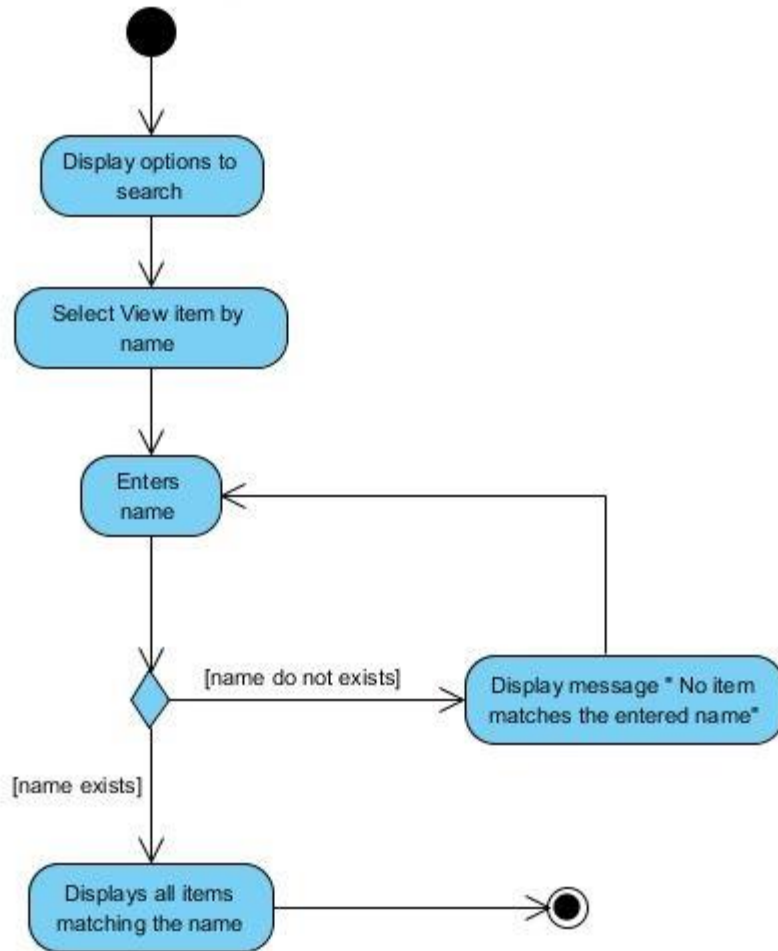 Display options to
search
Select View item by
name
Enters
name
[name do not exists]
Display message " No item
matches the entered name"
[name exists]
Displays all items
matching the name